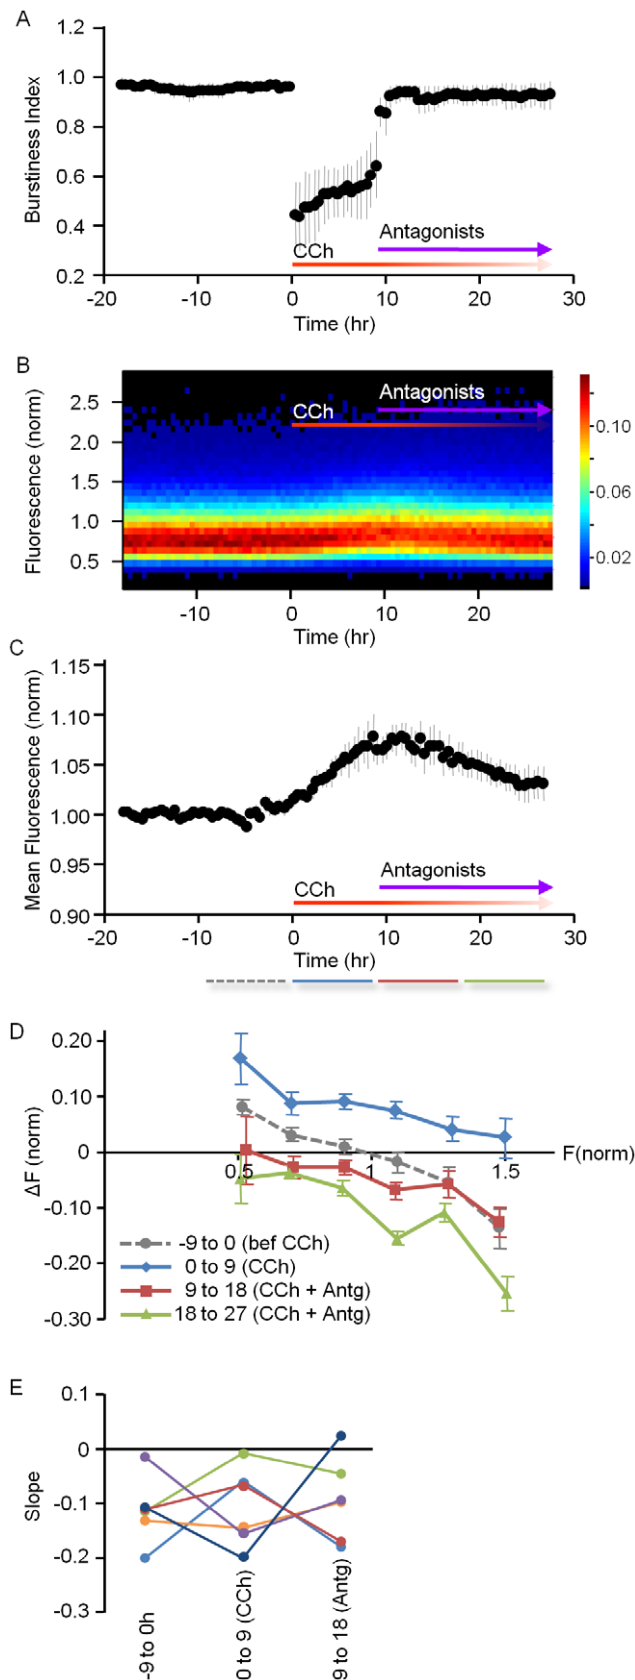 A
1.2
1.0
0.8
0.6
0.4
0.2
Burstiness Index
Antagonists
CCh
-20 -10 0 10 20 30
Time (hr)
B
2.5
2.0
1.5
1.0
0.5
Fluorescence (norm)
Antagonists
CCh
0.10
0.06
0.02
-10 0 10 20
Time (hr)
C
1.15
1.10
1.05
1.00
0.95
0.90
Mean Fluorescence (norm)
Antagonists
CCh
-20 -10 0 10 20 30
Time (hr)
D
0.20
0.10
0
-0.10
-0.20
-0.30
ΔF (norm)
0.5 1 1.5
F(norm)
-9 to 0 (bef CCh)
0 to 9 (CCh)
9 to 18 (CCh + Antg)
18 to 27 (CCh + Antg)
E
0.1
0
-0.1
-0.2
-0.3
Slope
-9 to 0h
0 to 9 (CCh)
9 to 18 (Antg)